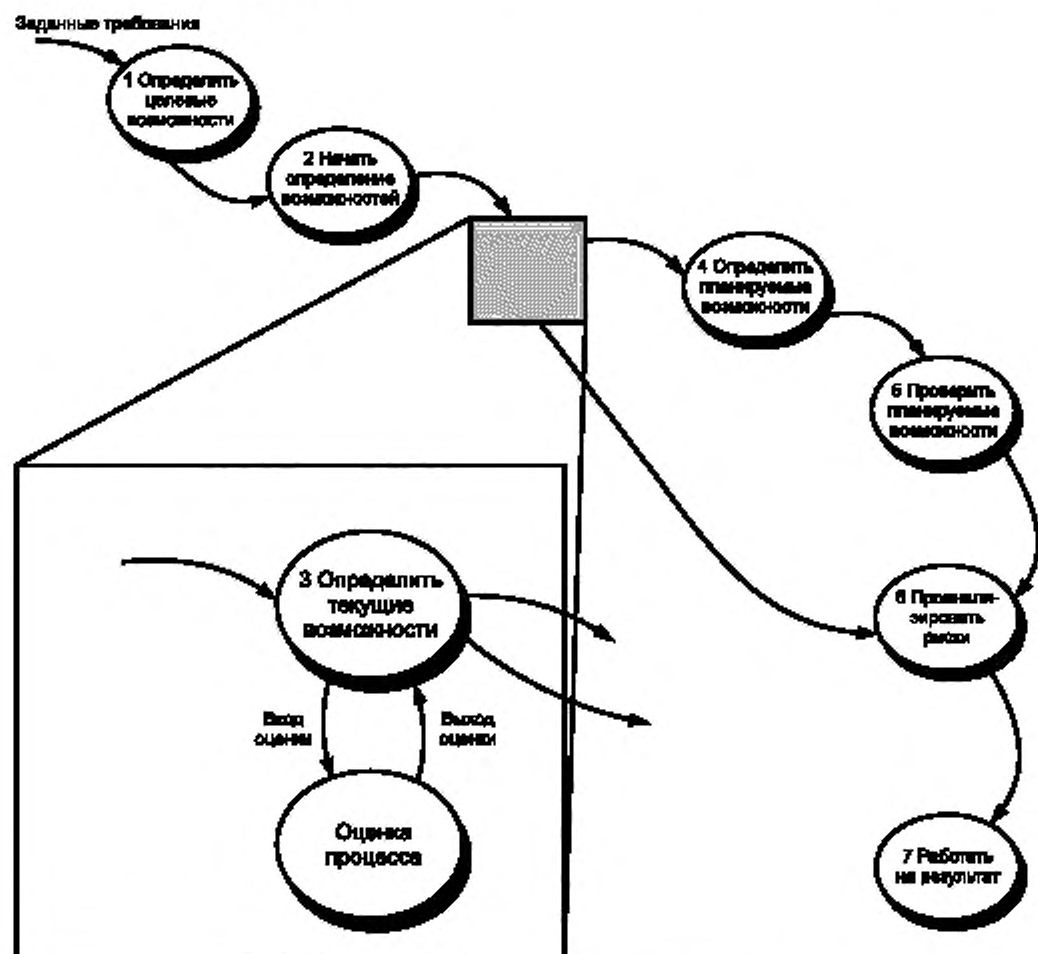 Заданные требования
1 Определить
целевые
возможности
2 Начать
определение
возможностей
4 Определить
планируемые
возможности
5 Проверить
планируемые
возможности
3 Определить
текущие
возможности
6 Проанали-
зировать
риски
Вход
оценки
Выход
оценки
Оценка
процесса
7 Работать
на результат